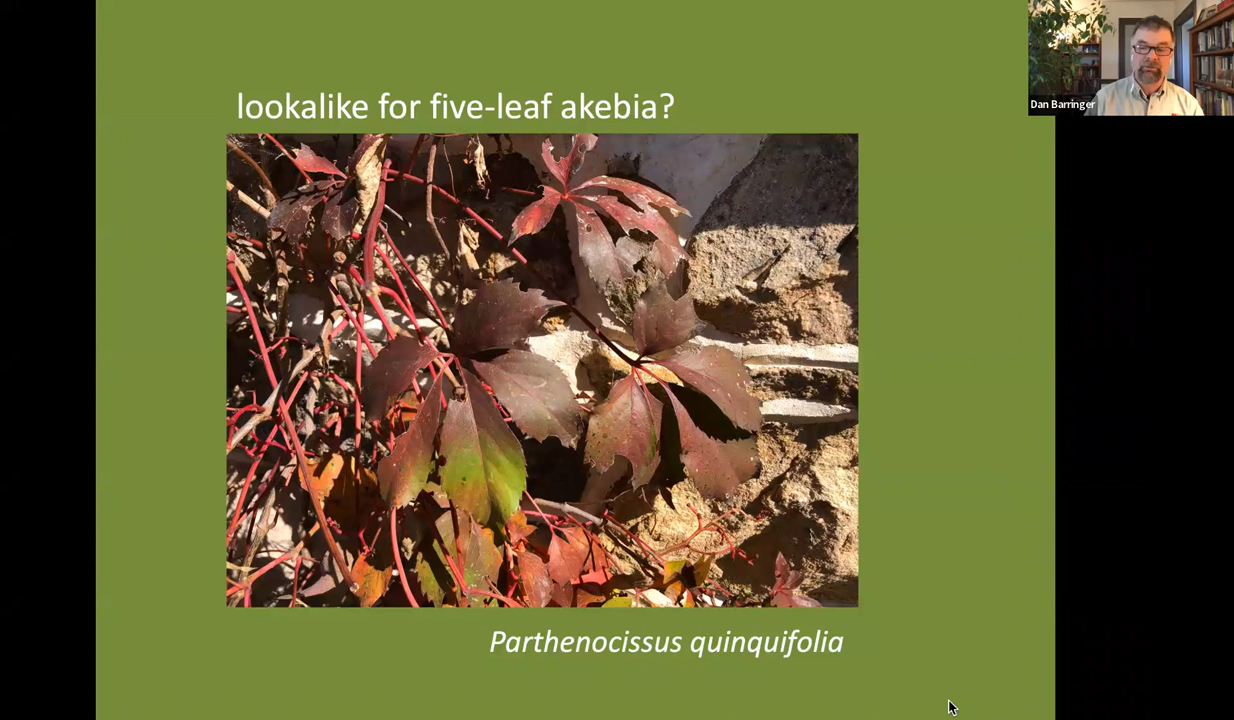 lookalike for five-leaf akebia?
Dan Barringer
Parthenocissus quinquifolia